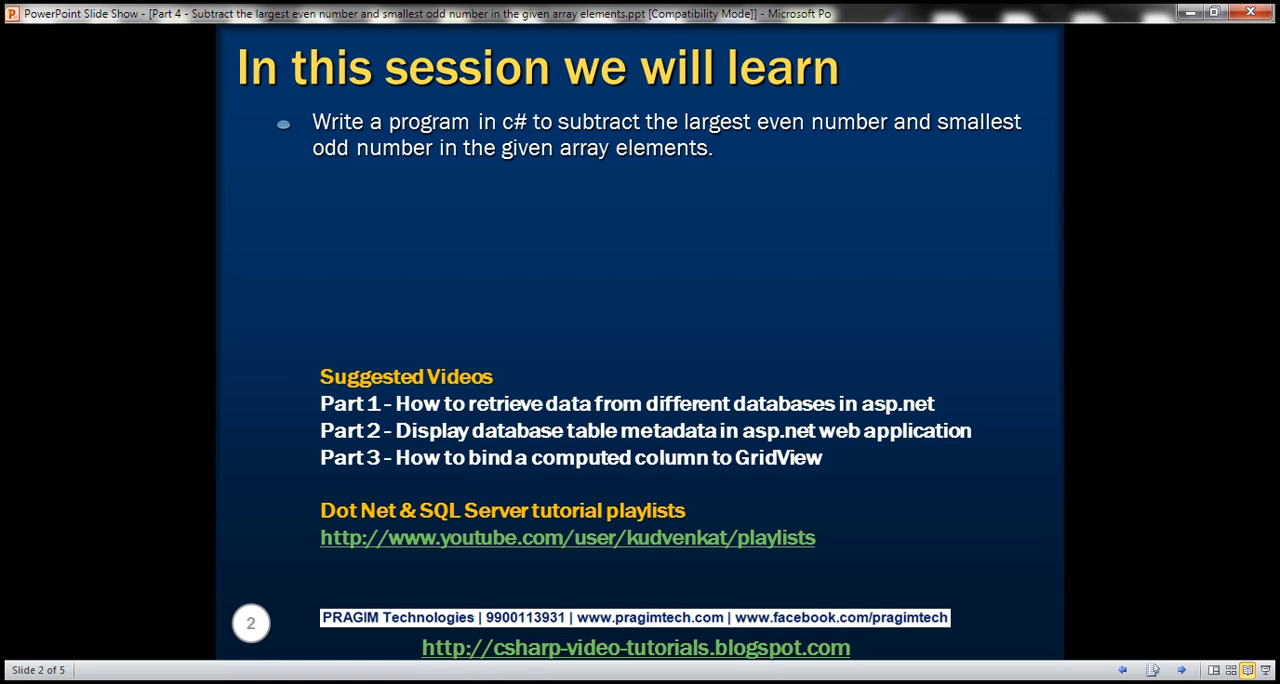 PowerPoint Slide Show - [Part 4 - Subtract the largest even number and smallest odd number in the given array elements.ppt [Compatibility Mode]] - Microsoft Po
In this session we will learn
Write a program in c# to subtract the largest even number and smallest
odd number in the given array elements.
Suggested Videos
Part 1 - How to retrieve data from different databases in asp.net
Part 2 - Display database table metadata in asp.net web application
Part 3 - How to bind a computed column to GridView
Dot Net & SQL Server tutorial playlists
http://www.youtube.com/user/kudvenkat/playlists
2
PRAGIM Technologies | 9900113931 | www.pragimtech.com | www.facebook.com/pragimtech
http://csharp-video-tutorials.blogspot.com
Slide 2 of 5